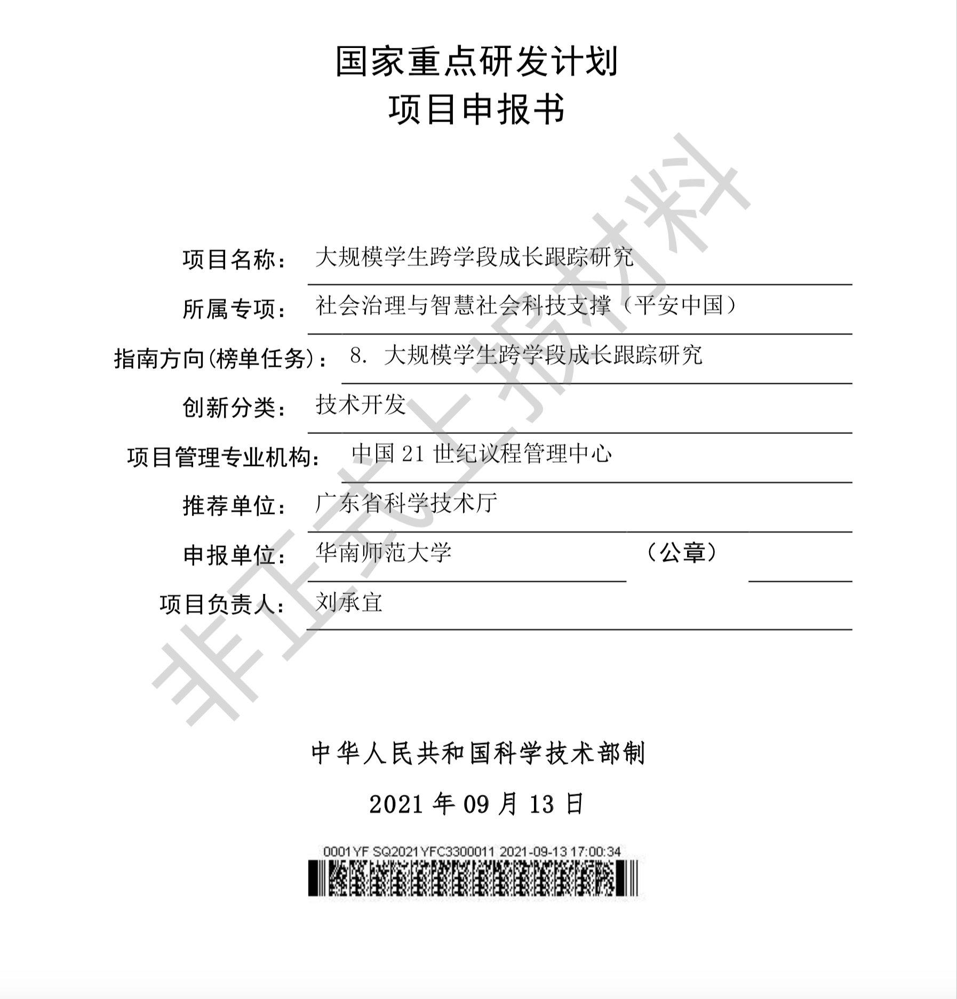 国家重点研发计划
项目申报书
项目名称： 大规模学生跨学段成长跟踪研究
所属专项： 社会治理与智慧社会科技支撑（平安中国）
指南方向(榜单任务)： 8. 大规模学生跨学段成长跟踪研究
创新分类： 技术开发
项目管理专业机构： 中国 21 世纪议程管理中心
推荐单位： 广东省科学技术厅
申报单位： 华南师范大学 （公章）
项目负责人： 刘承宜
非正式上报材料
中华人民共和国科学技术部制
2021 年 09 月 13 日
0001YF SQ2021YFC3300011 2021-09-13 17:00:34